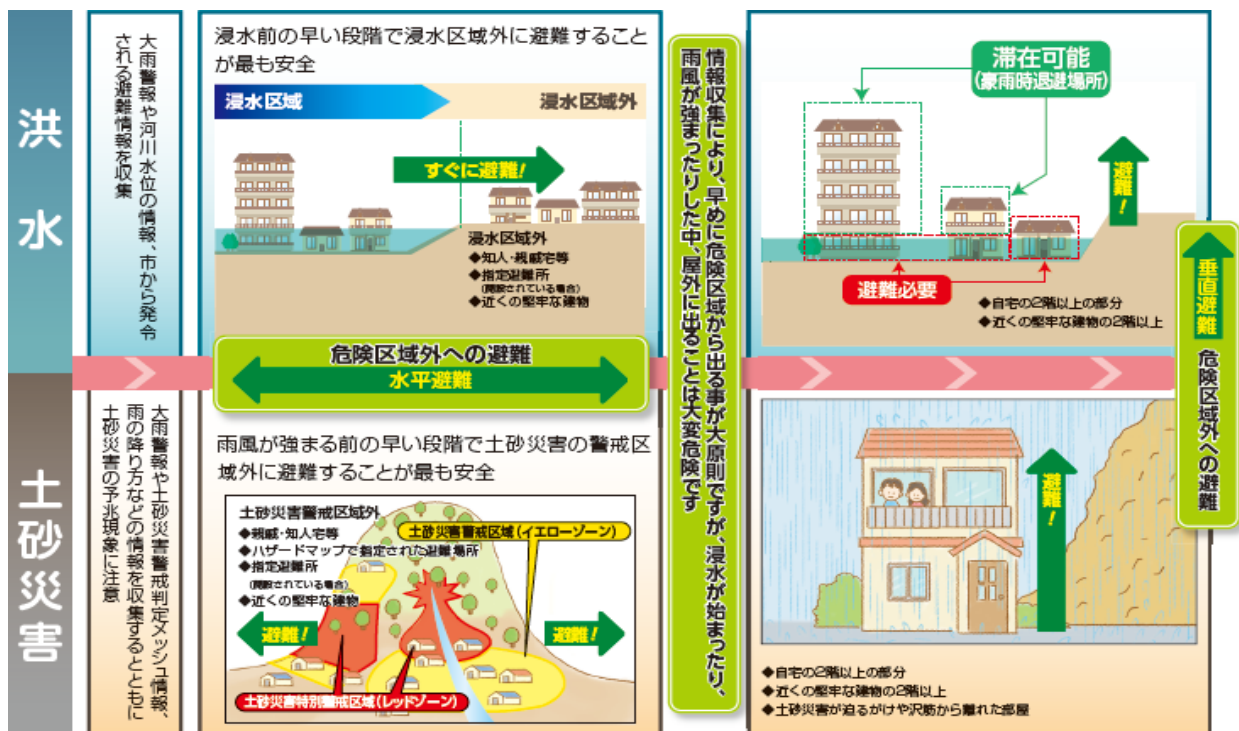 洪水
大雨警報や河川水位の情報、市から発令
される避難情報を収集
浸水前の早い段階で浸水区域外に避難すること
が最も安全
浸水区域
浸水区域外
すぐに避難!
浸水区域外
◆知人・親戚宅等
◆指定避難所
(開設されている場合)
◆近くの堅牢な建物
危険区域外への避難
水平避難
情報収集により、早めに危険区域から出る事が大原則ですが、浸水が始まったり、
雨風が強まったりした中、屋外に出ることは大変危険です
滞在可能
(豪雨時退避場所)
避難!
避難必要
◆自宅の2階以上の部分
◆近くの堅牢な建物の2階以上
垂直避難
危険区域外への避難
土砂災害
大雨警報や土砂災害警戒判定メッシュ情報、
雨の降り方などの情報を収集するとともに
土砂災害の予兆現象に注意
雨風が強まる前の早い段階で土砂災害の警戒区
域外に避難することが最も安全
土砂災害警戒区域外
◆親戚・知人宅等
◆ハザードマップで指定された避難場所
◆指定避難所
(開設されている場合)
◆近くの堅牢な建物
土砂災害警戒区域(イエローゾーン)
避難!
避難!
土砂災害特別警戒区域(レッドゾーン)
避難!
◆自宅の2階以上の部分
◆近くの堅牢な建物の2階以上
◆土砂災害が迫るがけや沢筋から離れた部屋